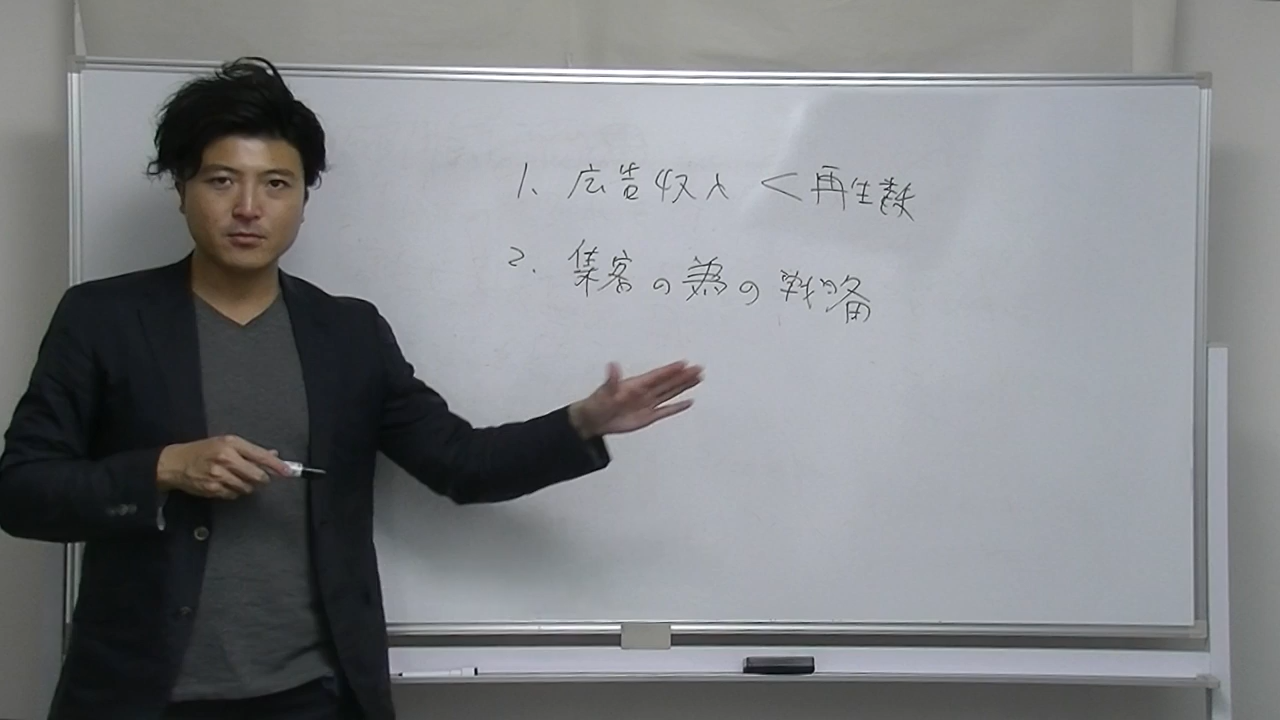 1. 広告収入 < 再生数
2. 集客の為の戦略